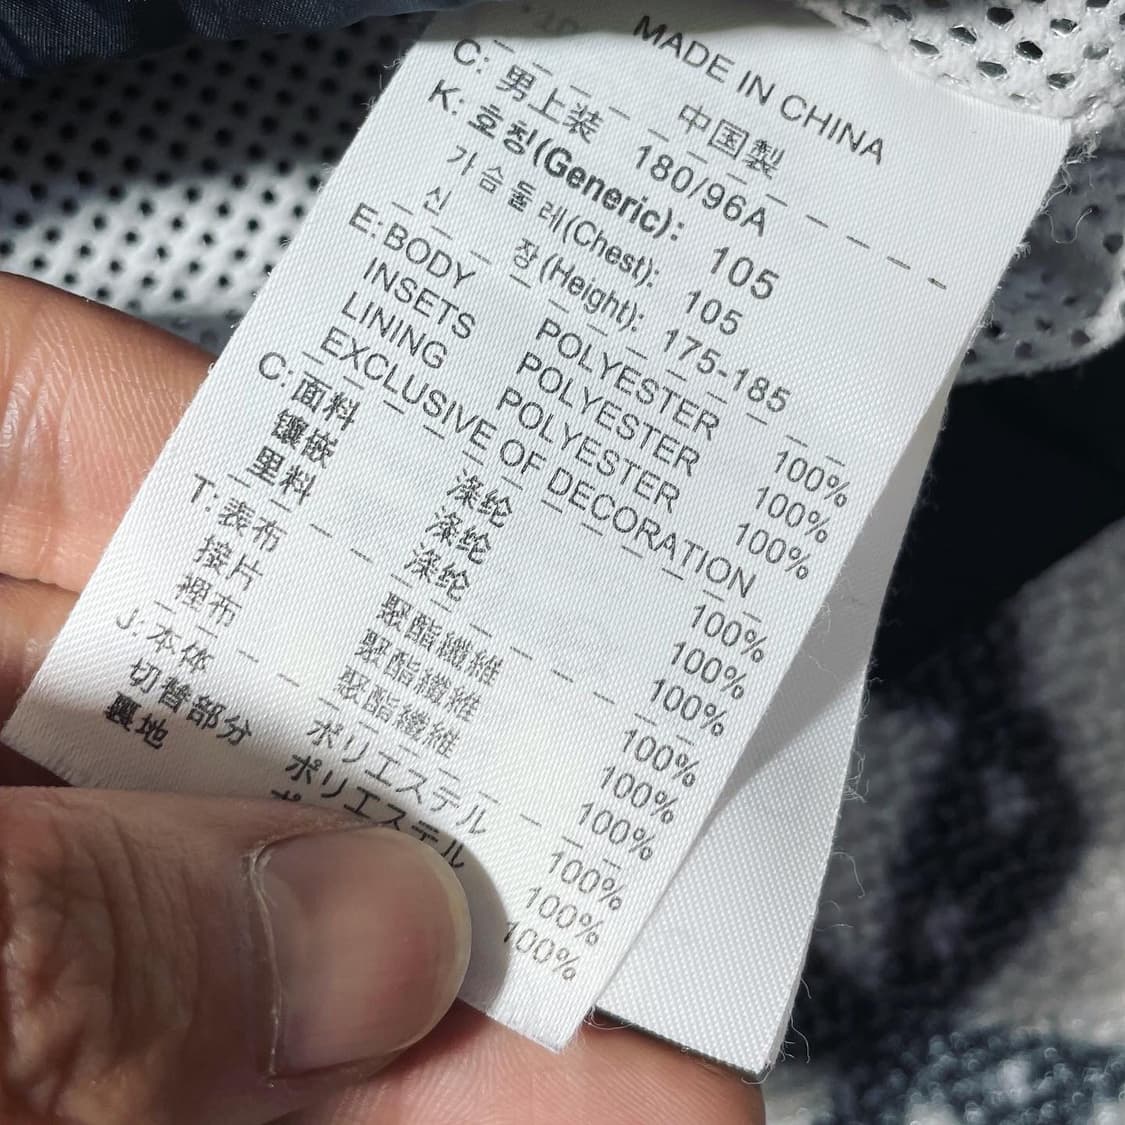 MADE IN CHINA
中国製
C: 男上装 180/96A
K: 호칭(Generic): 105
가슴둘레(Chest): 105
신 장(Height): 175-185
E: BODY POLYESTER 100%
INSETS POLYESTER 100%
LINING POLYESTER 100%
EXCLUSIVE OF DECORATION
C: 面料 涤纶 100%
镶嵌 涤纶 100%
里料 涤纶 100%
T: 表布 聚酯纖維 100%
接片 聚酯纖維 100%
裡布 聚酯纖維 100%
J: 本体 ポリエステル 100%
切替部分 ポリエステル 100%
裏地 100%